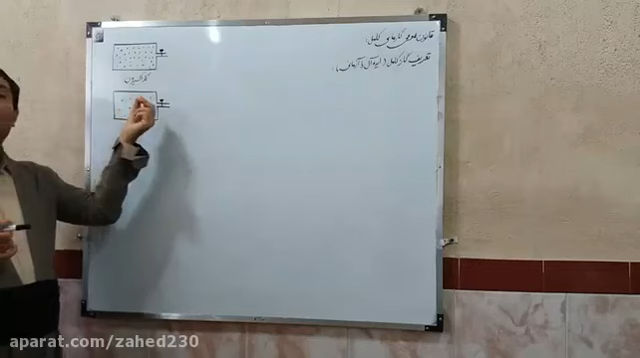 قانون عمومی گازهای کامل:
تعریف گاز کامل (ایده‌آل) آرمانی:
aparat.com/zahed230